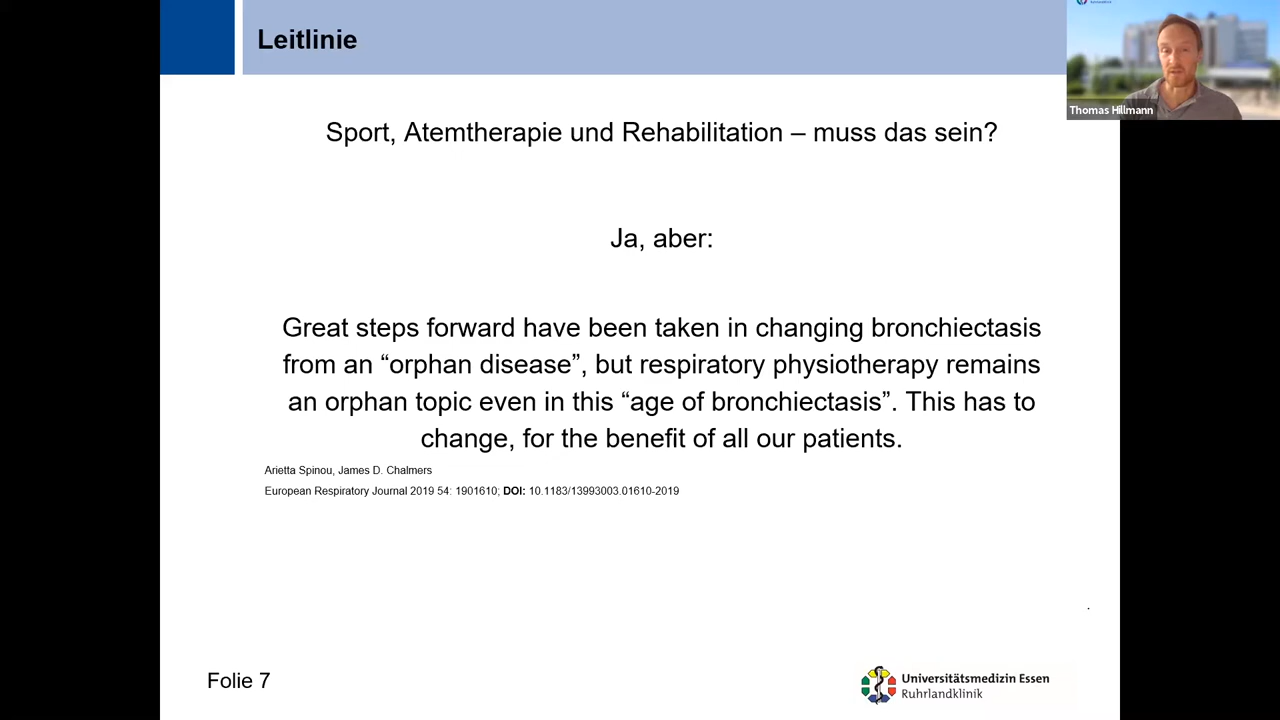 Leitlinie
Thomas Hillmann
Sport, Atemtherapie und Rehabilitation – muss das sein?
Ja, aber:
Great steps forward have been taken in changing bronchiectasis
from an “orphan disease”, but respiratory physiotherapy remains
an orphan topic even in this “age of bronchiectasis”. This has to
change, for the benefit of all our patients.
Arietta Spinou, James D. Chalmers
European Respiratory Journal 2019 54: 1901610; DOI: 10.1183/13993003.01610-2019
.
Folie 7
Universitätsmedizin Essen
Ruhrlandklinik